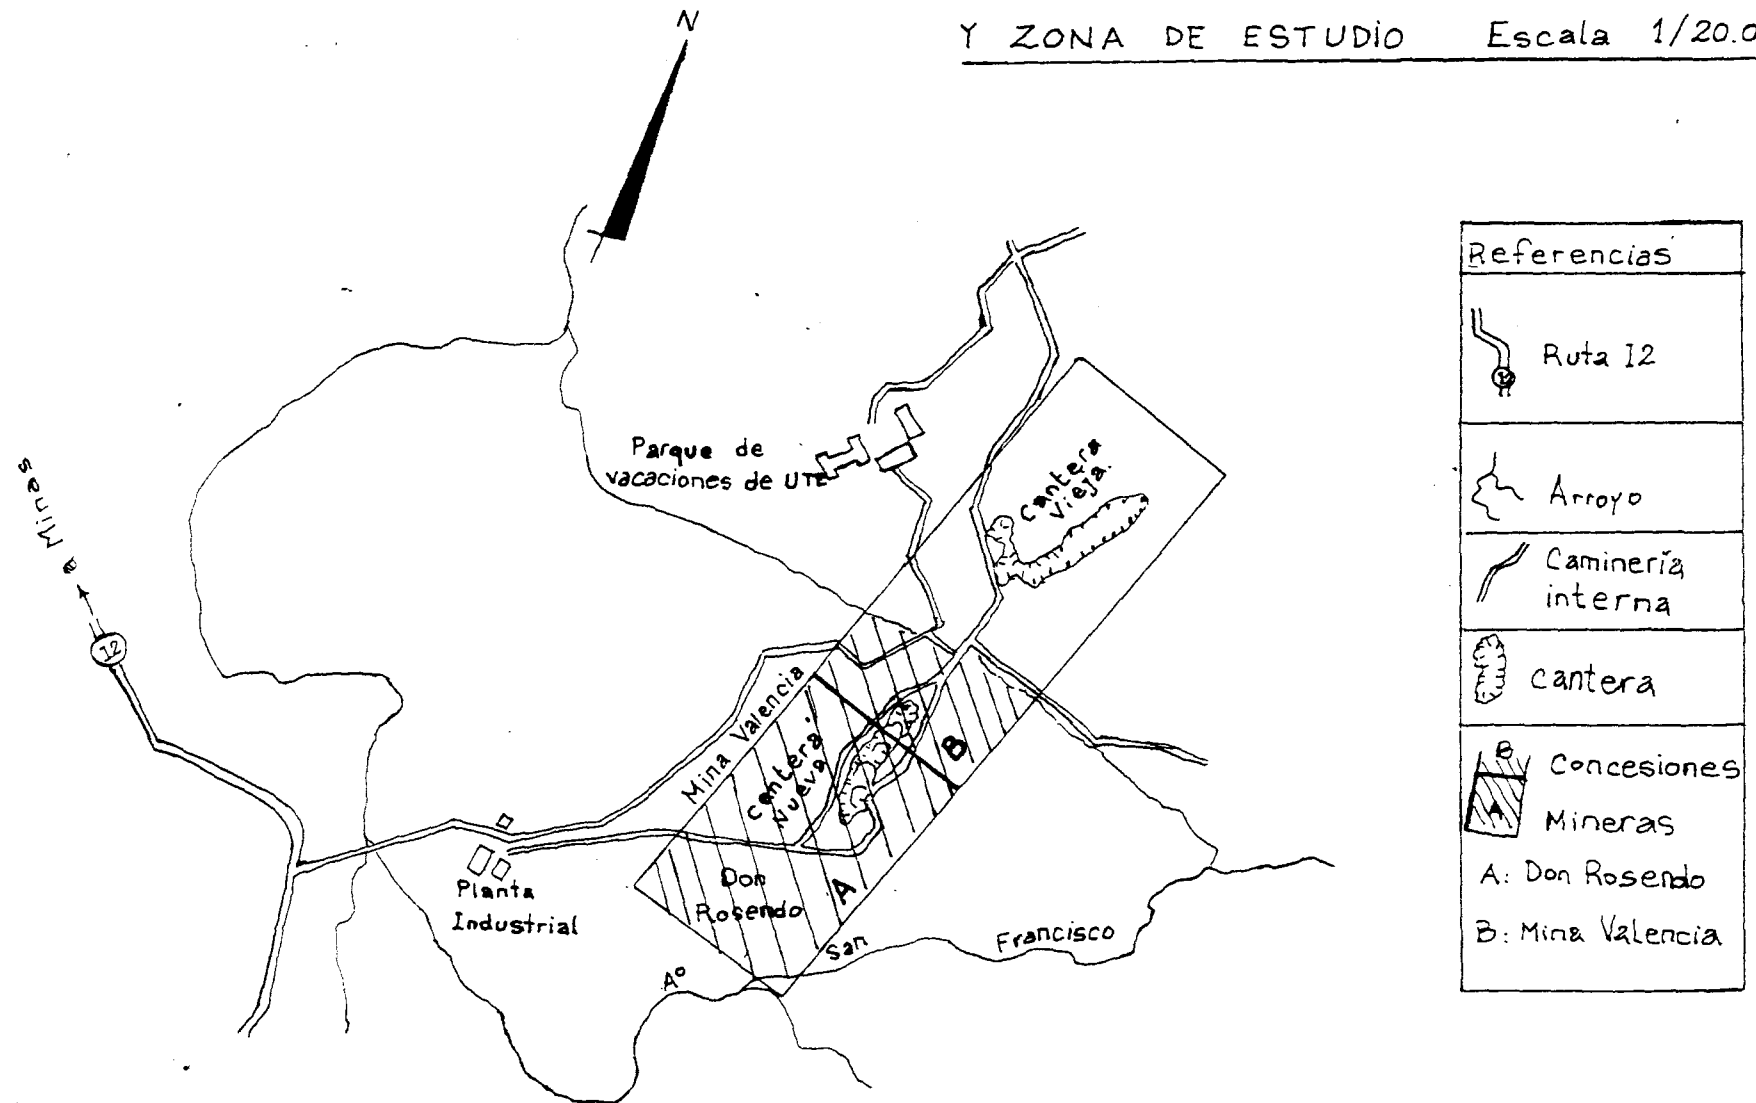 Y ZONA DE ESTUDIO Escala 1/20.0
N
Parque de
vacaciones de UTE
Cantera
Vieja.
a Minas
12
Mina Valencia
Cantera
Nueva
B
A
Don
Rosendo
Planta
Industrial
Aº San Francisco
Referencias
Ruta 12
Arroyo
Caminería
interna
cantera
B
A
Concesiones
Mineras
A: Don Rosendo
B: Mina Valencia